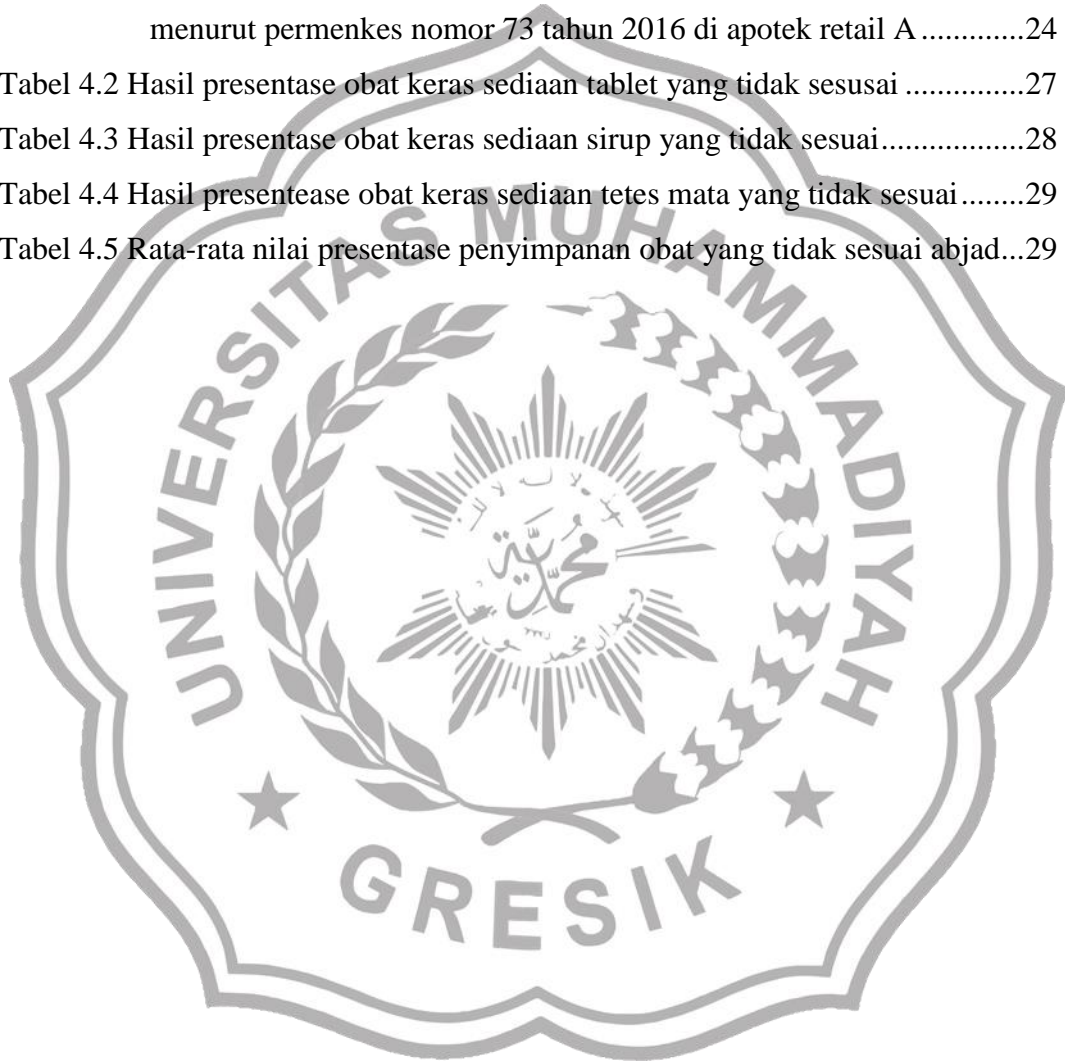 menurut permenkes nomor 73 tahun 2016 di apotek retail A.............24
Tabel 4.2 Hasil presentase obat keras sediaan tablet yang tidak sesusai ...............27
Tabel 4.3 Hasil presentase obat keras sediaan sirup yang tidak sesuai..................28
Tabel 4.4 Hasil presentease obat keras sediaan tetes mata yang tidak sesuai........29
Tabel 4.5 Rata-rata nilai presentase penyimpanan obat yang tidak sesuai abjad...29
UNIVERSITAS MUHAMMADIYAH
GRESIK